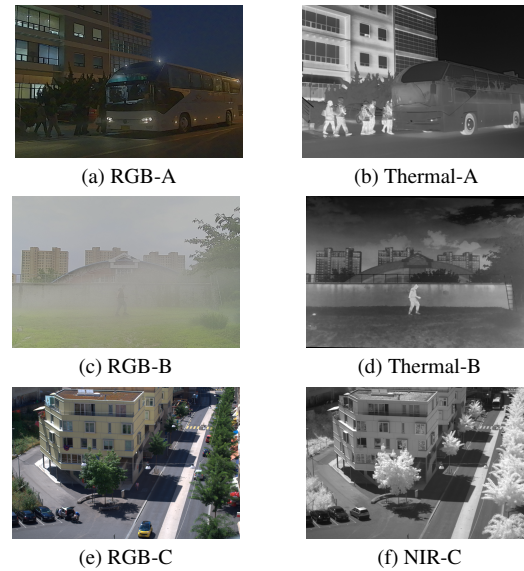 (a) RGB-A
(b) Thermal-A
(c) RGB-B
(d) Thermal-B
(e) RGB-C
(f) NIR-C